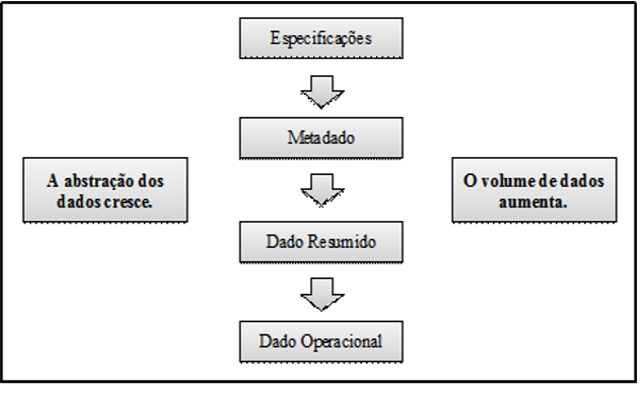 Especificações
Metadado
A abstração dos
dados cresce.
O volume de dados
aumenta.
Dado Resumido
Dado Operacional